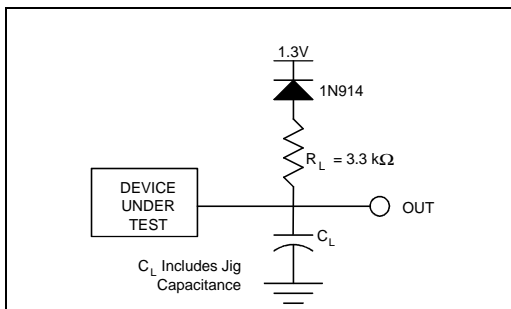 1.3V
1N914
R_L = 3.3 kΩ
DEVICE
UNDER
TEST
OUT
C_L
C_L Includes Jig
Capacitance